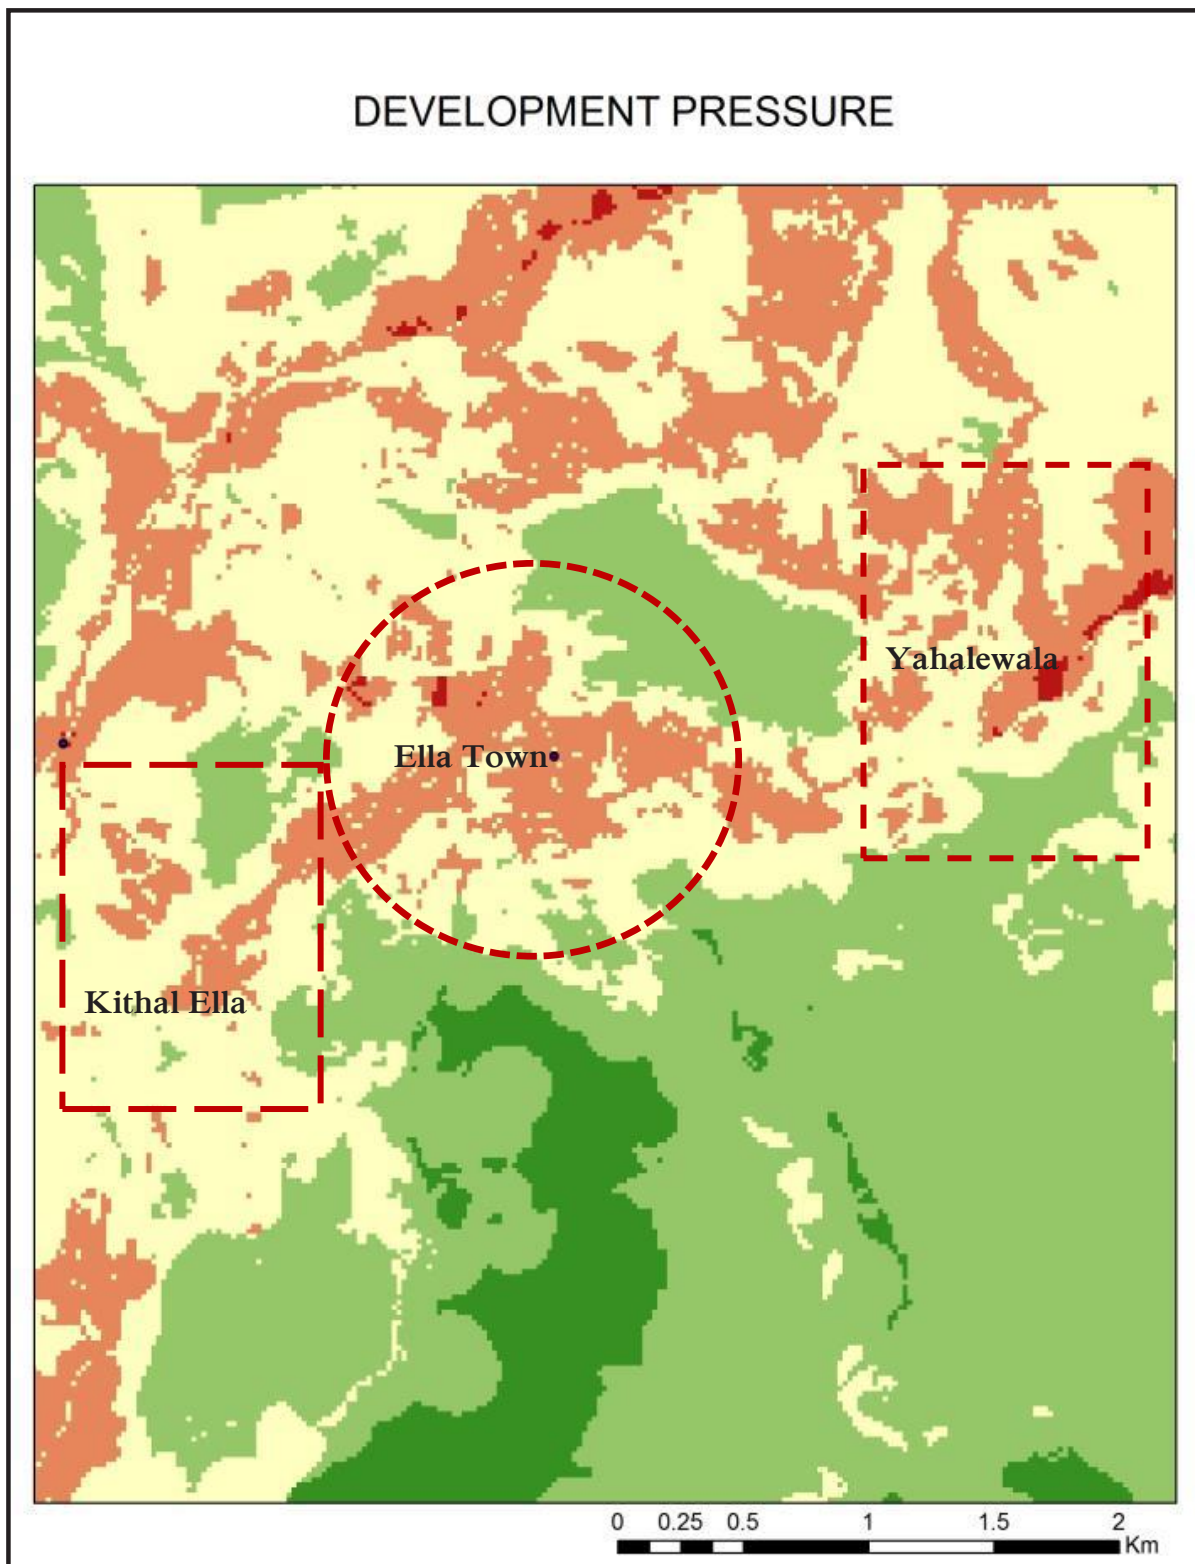 DEVELOPMENT PRESSURE
Yahalewala
Ella Town
Kithal Ella
0 0.25 0.5 1 1.5 2
Km